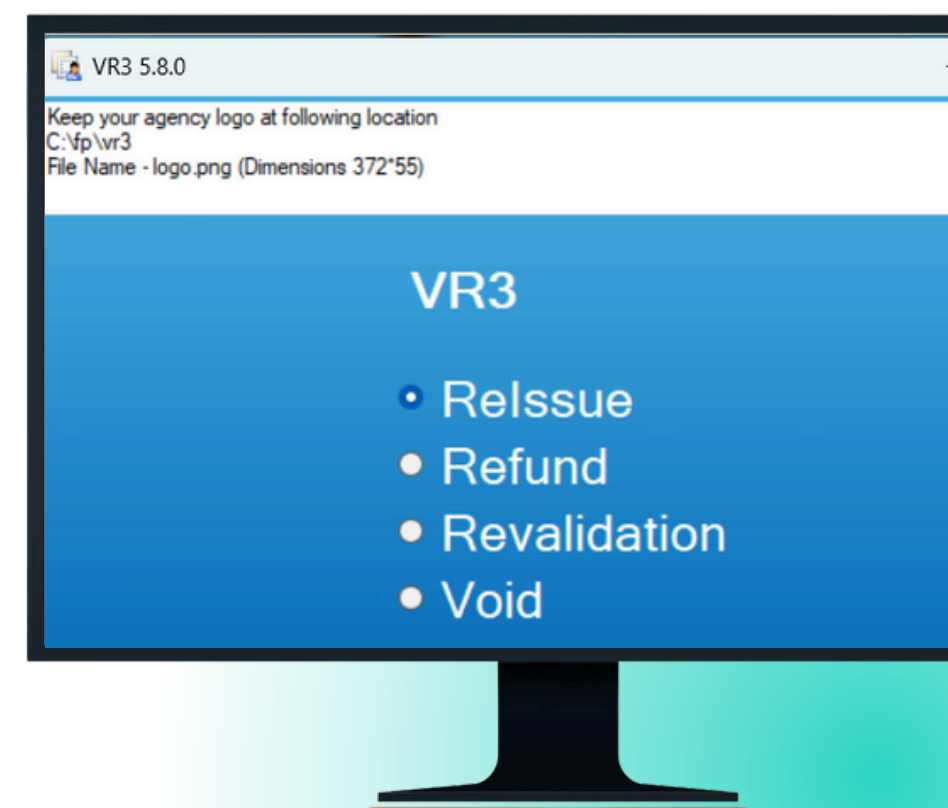 VR3 5.8.0
Keep your agency logo at following location
C:\fp\vr3
File Name - logo.png (Dimensions 372*55)
VR3
ReIssue
Refund
Revalidation
Void